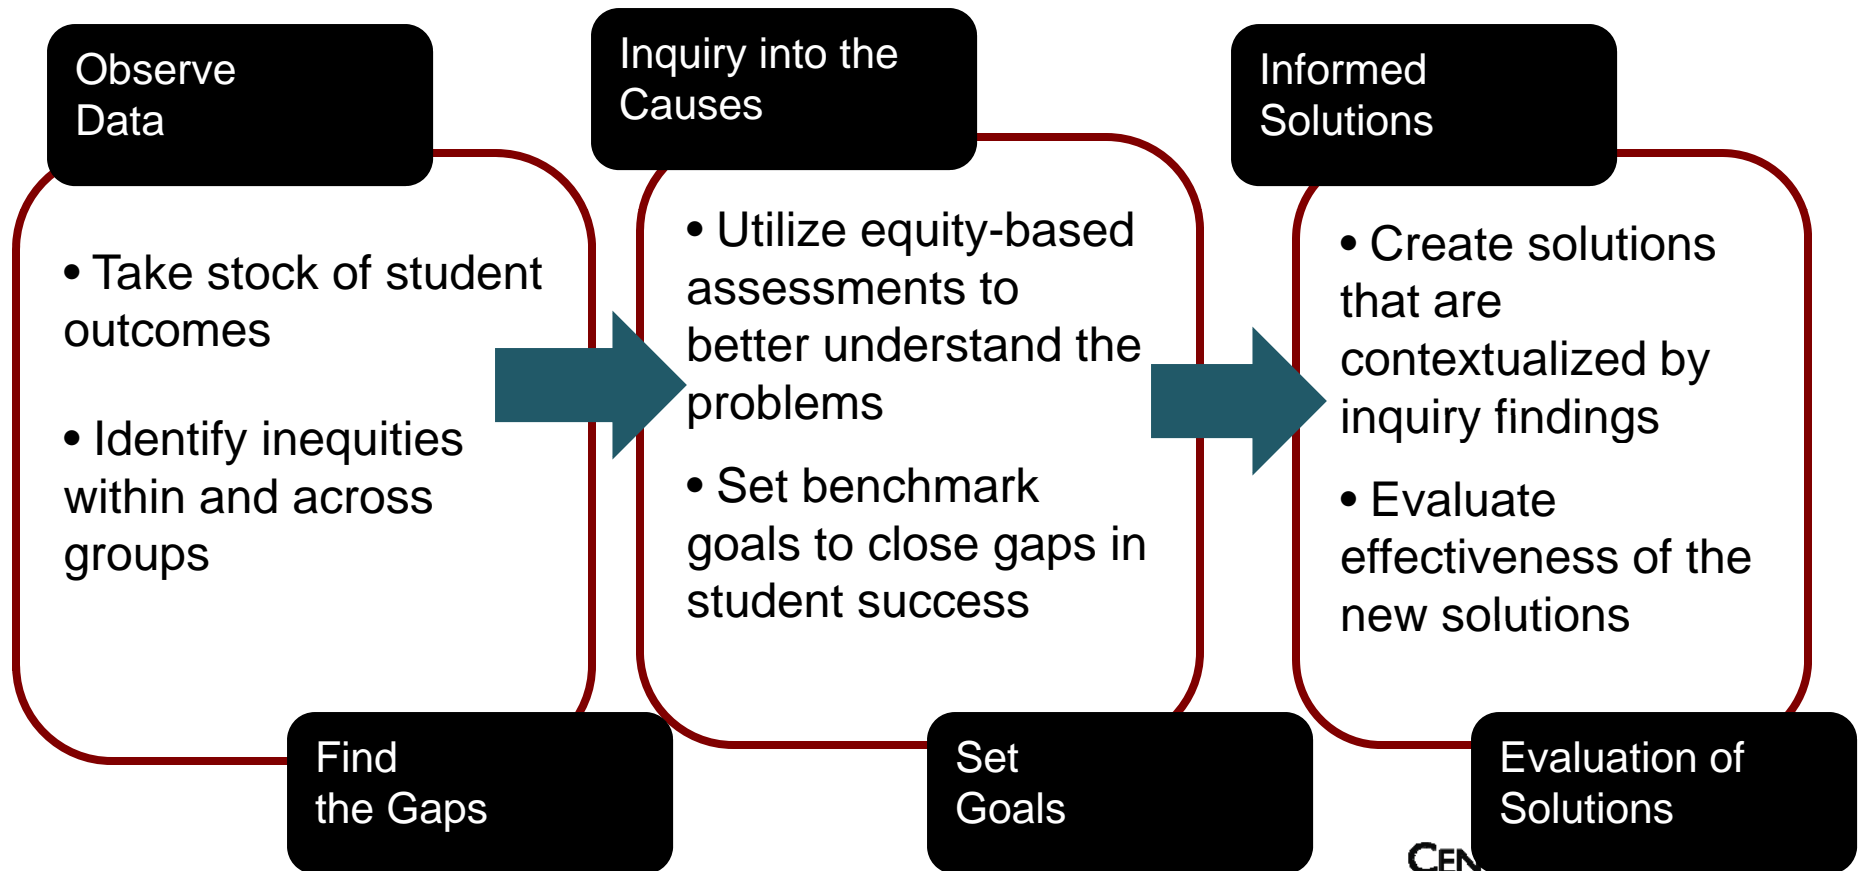 Observe
Data
• Take stock of student
outcomes
• Identify inequities
within and across
groups
Find
the Gaps
Inquiry into the
Causes
• Utilize equity-based
assessments to
better understand the
problems
• Set benchmark
goals to close gaps in
student success
Set
Goals
Informed
Solutions
• Create solutions
that are
contextualized by
inquiry findings
• Evaluate
effectiveness of the
new solutions
Evaluation of
Solutions